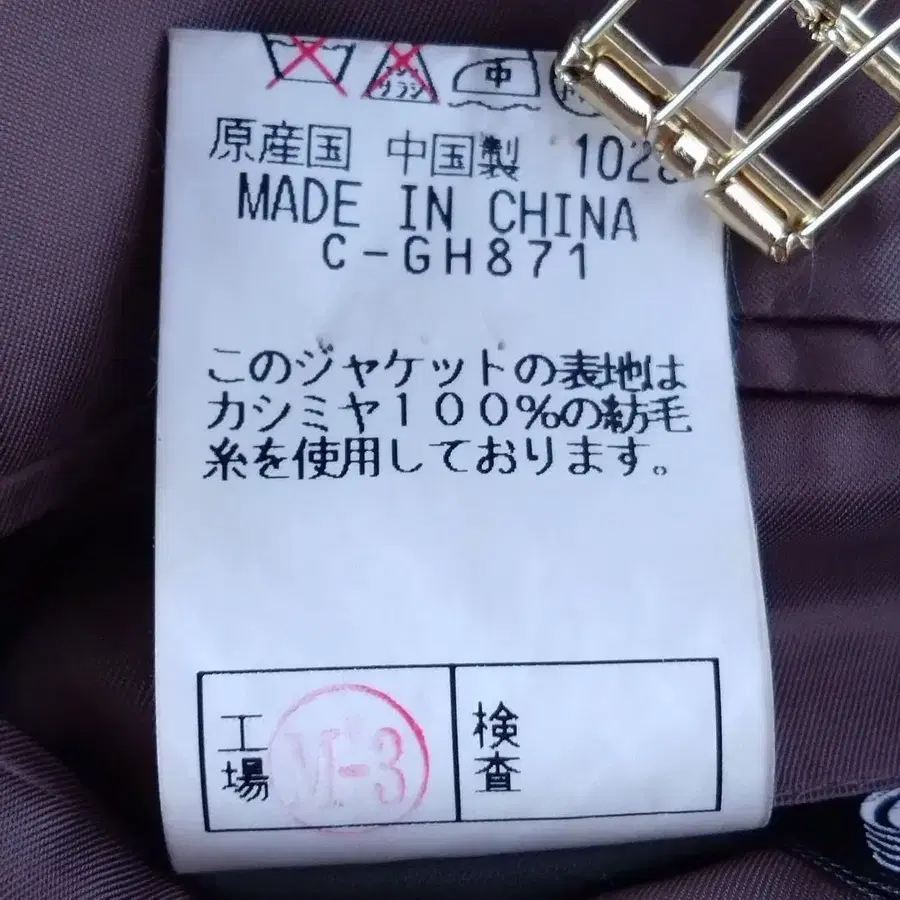 中
原産国 中国製
MADE IN CHINA
C-GH871
このジャケットの表地は
カシミヤ100%の紡毛
糸を使用しております。
工場 M-3 検査